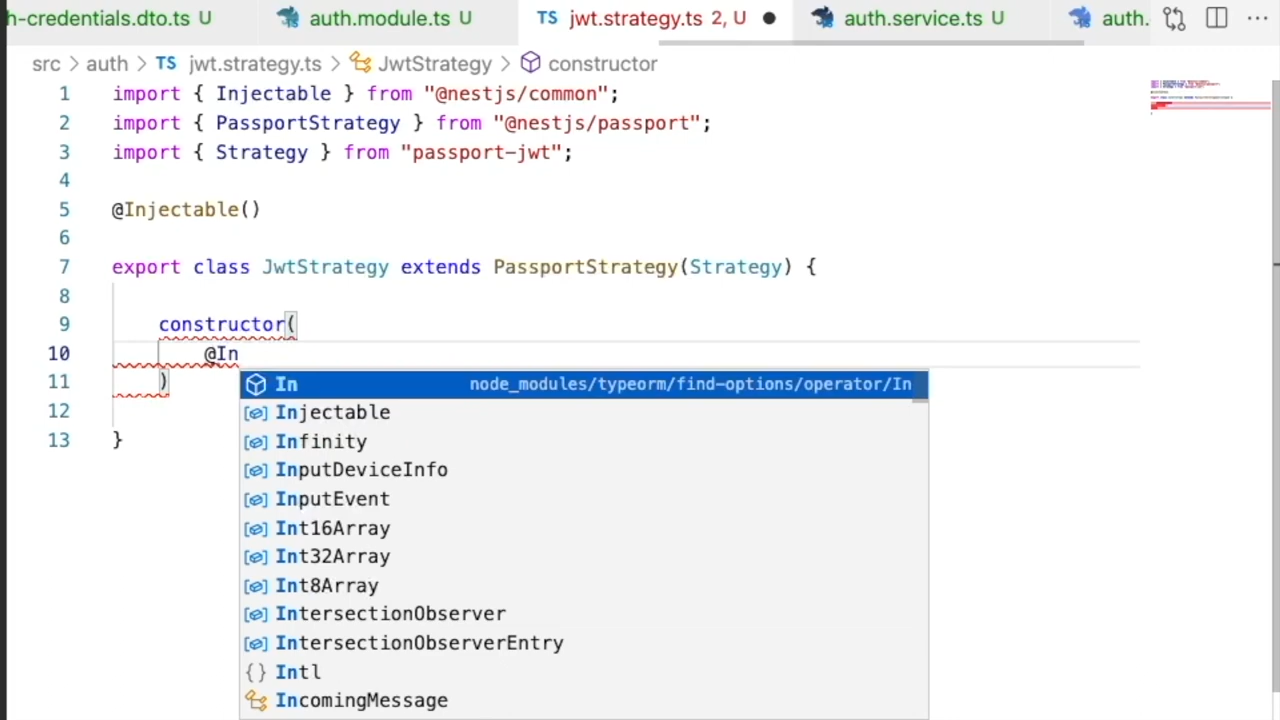 h-credentials.dto.ts U auth.module.ts U TS jwt.strategy.ts 2, U auth.service.ts U auth. ...
src > auth > TS jwt.strategy.ts > JwtStrategy > constructor
1 import { Injectable } from "@nestjs/common";
2 import { PassportStrategy } from "@nestjs/passport";
3 import { Strategy } from "passport-jwt";
4
5 @Injectable()
6
7 export class JwtStrategy extends PassportStrategy(Strategy) {
8
9 constructor(
10 @In
11 )
In node_modules/typeorm/find-options/operator/In
Injectable
12
Infinity
13 }
InputDeviceInfo
InputEvent
Int16Array
Int32Array
Int8Array
IntersectionObserver
IntersectionObserverEntry
{} Intl
IncomingMessage